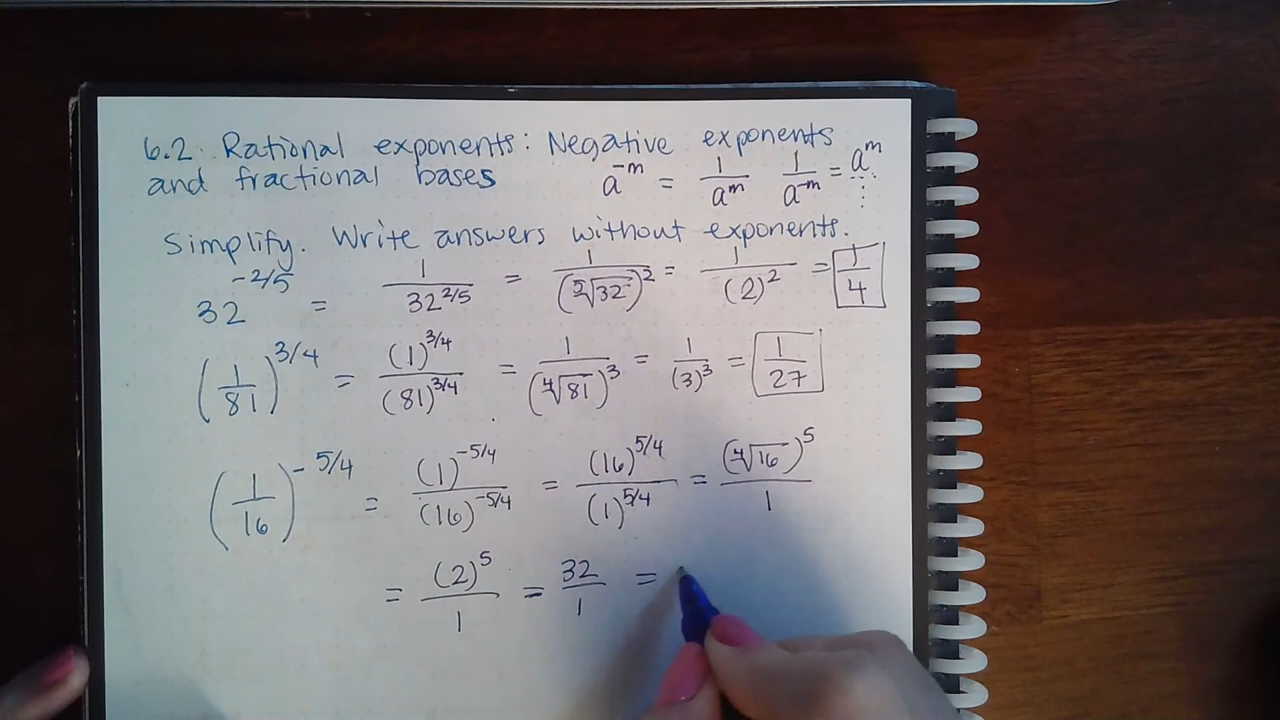 6.2 Rational exponents: Negative exponents
and fractional bases a^{-m} = 1/a^m 1/a^{-m} = a^m
Simplify. Write answers without exponents.
32^{-2/5} = 1/32^{2/5} = 1/(⁵√32)^2 = 1/(2)^2 = 1/4
(1/81)^{3/4} = (1)^{3/4}/(81)^{3/4} = 1/(⁴√81)^3 = 1/(3)^3 = 1/27
(1/16)^{-5/4} = (1)^{-5/4}/(16)^{-5/4} = (16)^{5/4}/(1)^{5/4} = (⁴√16)^5/1
= (2)^5/1 = 32/1 =